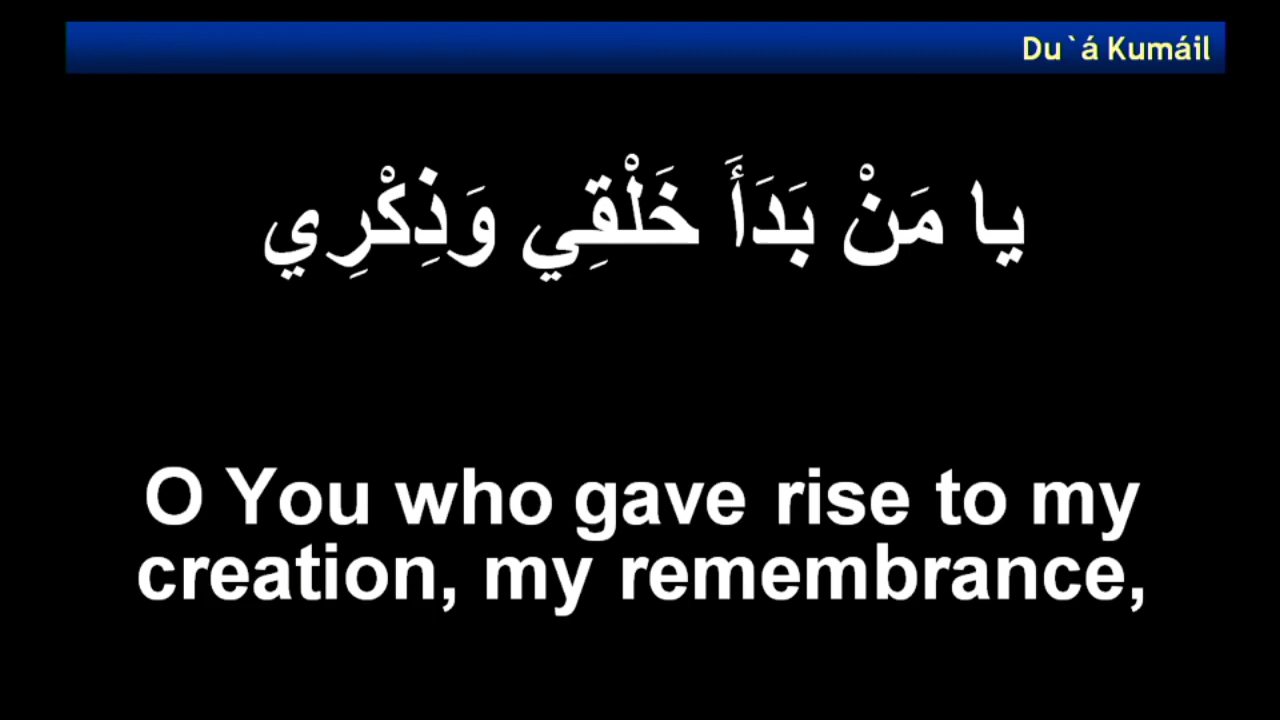 Du`á Kumáil
يا مَنْ بَدَأَ خَلْقِي وَذِكْرِي
O You who gave rise to my
creation, my remembrance,